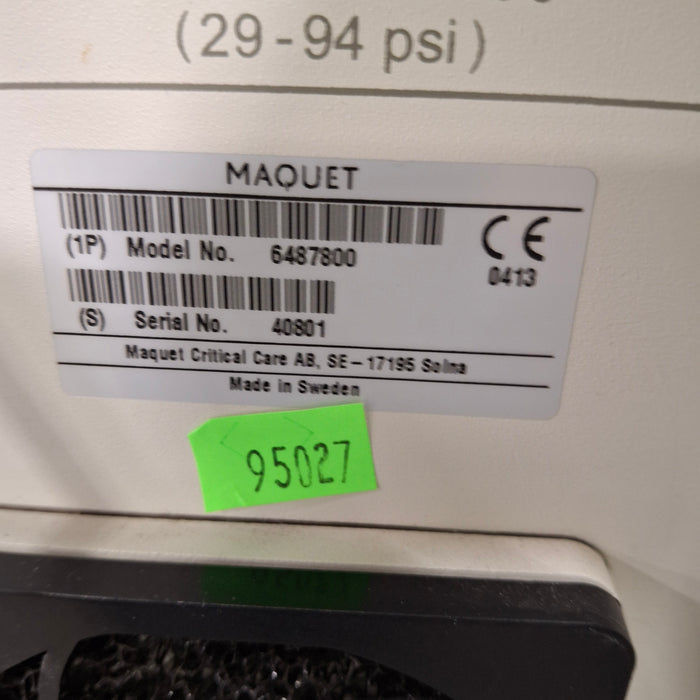 (29 - 94 psi)
MAQUET
(1P) Model No. 6487800
CE
0413
(S) Serial No. 40801
Maquet Critical Care AB, SE - 17195 Solna
Made in Sweden
95027